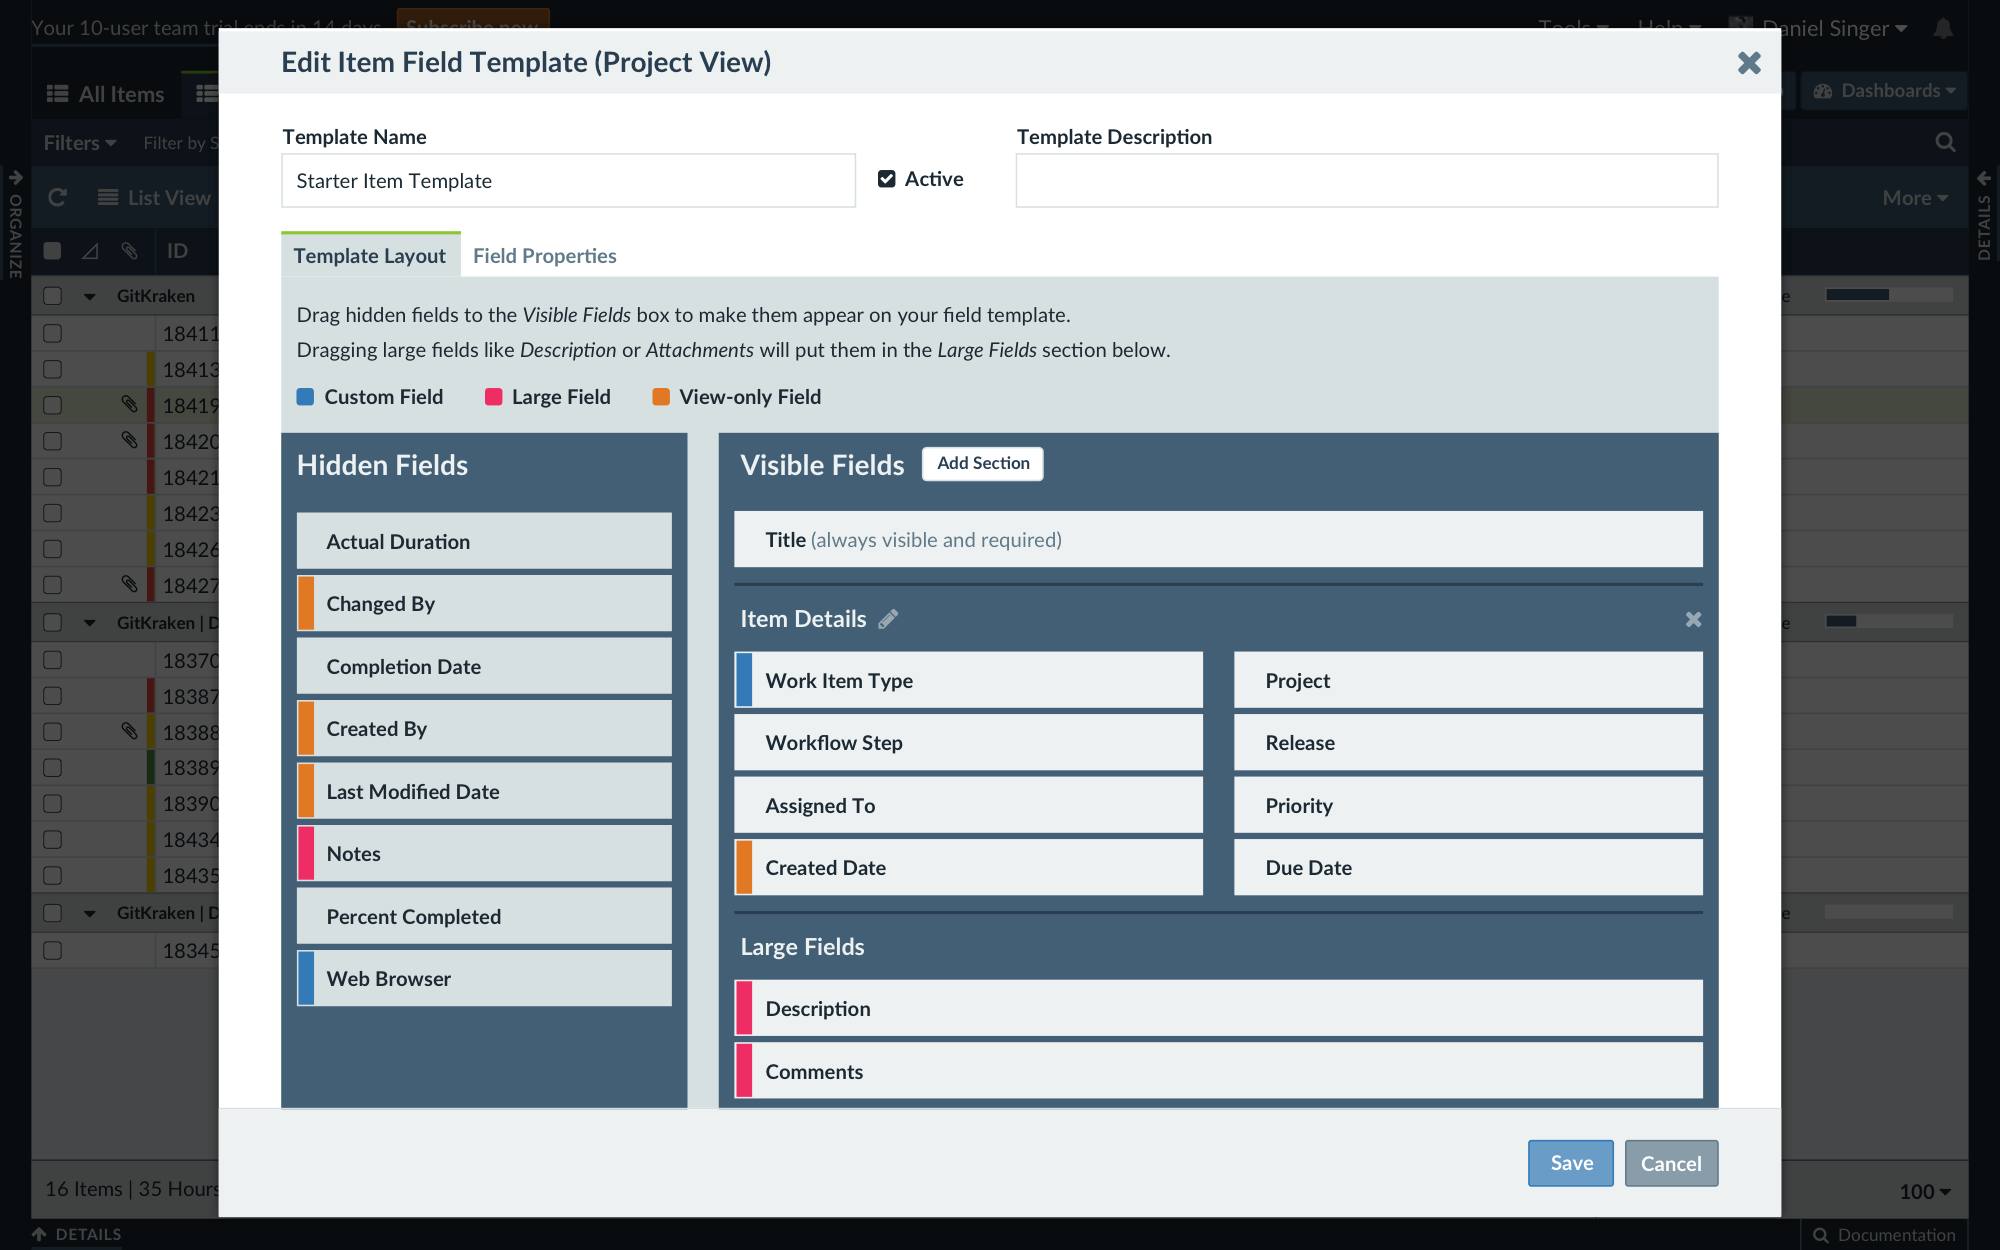 Your 10-user team trial ends in 14 days
Subscribe now
Tools
Help
Daniel Singer
Edit Item Field Template (Project View)
All Items
Dashboards
Filters
Filter by S
List View
More
ORGANIZE
DETAILS
ID
Template Name
Template Description
Starter Item Template
Active
Template Layout
Field Properties
Drag hidden fields to the Visible Fields box to make them appear on your field template.
Dragging large fields like Description or Attachments will put them in the Large Fields section below.
Custom Field
Large Field
View-only Field
Hidden Fields
Actual Duration
Changed By
Completion Date
Created By
Last Modified Date
Notes
Percent Completed
Web Browser
Visible Fields
Add Section
Title (always visible and required)
Item Details
Work Item Type
Project
Workflow Step
Release
Assigned To
Priority
Created Date
Due Date
Large Fields
Description
Comments
Save
Cancel
GitKraken
18411
18413
18419
18420
18421
18423
18426
18427
GitKraken | D
18370
18387
18388
18389
18390
18434
18435
GitKraken | D
18345
16 Items | 35 Hours
100
DETAILS
Documentation